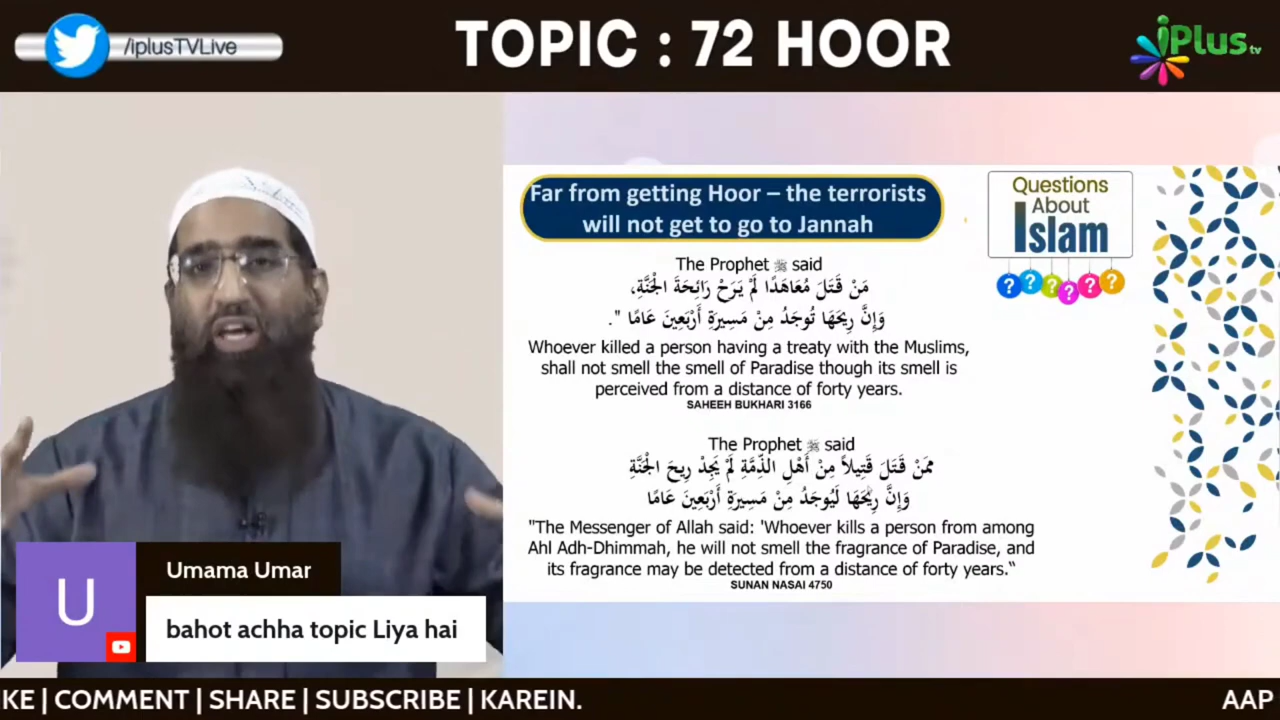 /iplusTVLive
TOPIC : 72 HOOR
iPlus tv
Far from getting Hoor – the terrorists
will not get to go to Jannah
Questions
About
Islam
? ? ? ? ? ?
The Prophet ﷺ said
مَنْ قَتَلَ مُعَاهَدًا لَمْ يَرَحْ رَائِحَةَ الْجَنَّةِ،
وَإِنَّ رِيحَهَا تُوجَدُ مِنْ مَسِيرَةِ أَرْبَعِينَ عَامًا ".
Whoever killed a person having a treaty with the Muslims,
shall not smell the smell of Paradise though its smell is
perceived from a distance of forty years.
SAHEEH BUKHARI 3166
The Prophet ﷺ said
ممَنْ قَتَلَ قَتِيلاً مِنْ أَهْلِ الذِّمَّةِ لَمْ يَجِدْ رِيحَ الْجَنَّةِ
وَإِنَّ رِيْحَهَا لَيُوجَدُ مِنْ مَسِيرَةِ أَرْبَعِينَ عَامًا
"The Messenger of Allah said: 'Whoever kills a person from among
Ahl Adh-Dhimmah, he will not smell the fragrance of Paradise, and
its fragrance may be detected from a distance of forty years.“
SUNAN NASAI 4750
U
Umama Umar
bahot achha topic Liya hai
KE | COMMENT | SHARE | SUBSCRIBE | KAREIN.
AAP